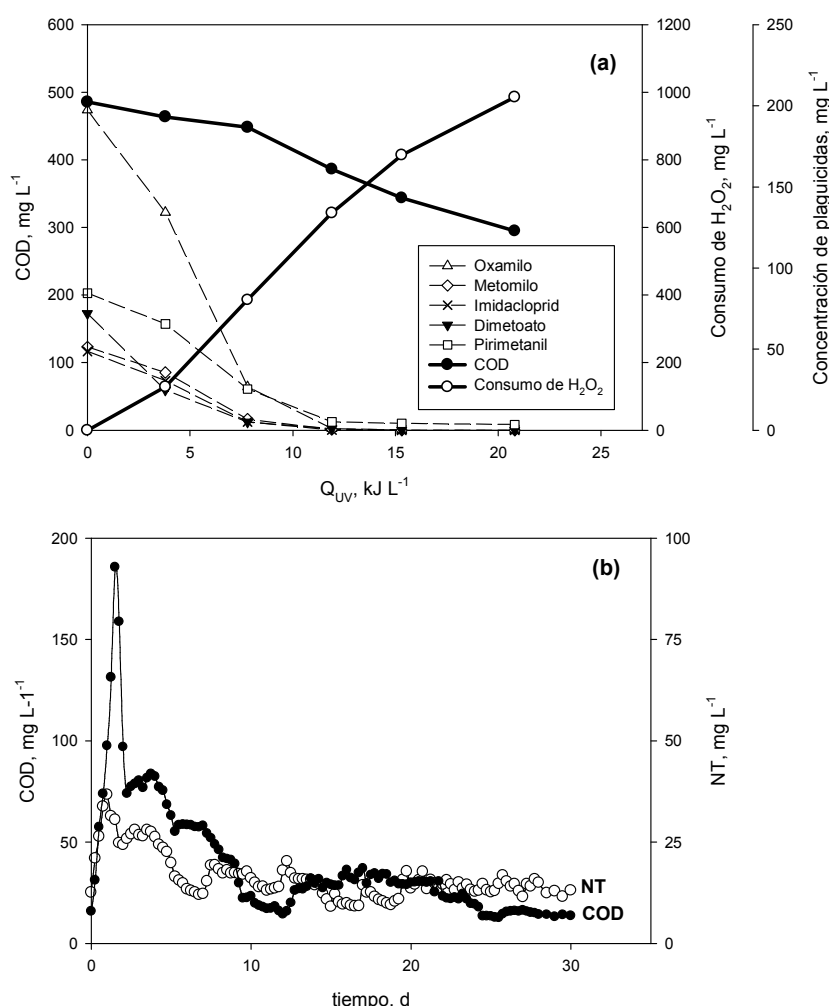 (a)
COD, mg L-1
600
500
400
300
200
100
0
1200
1000
800
600
400
200
0
Consumo de H2O2, mg L-1
250
200
150
100
50
0
Concentración de plaguicidas, mg L-1
Oxamilo
Metomilo
Imidacloprid
Dimetoato
Pirimetanil
COD
Consumo de H2O2
0 5 10 15 20 25
QUV, kJ L-1
(b)
COD, mg L-1-1
200
150
100
50
0
100
75
50
25
0
NT, mg L-1
NT
COD
0 10 20 30
tiempo, d